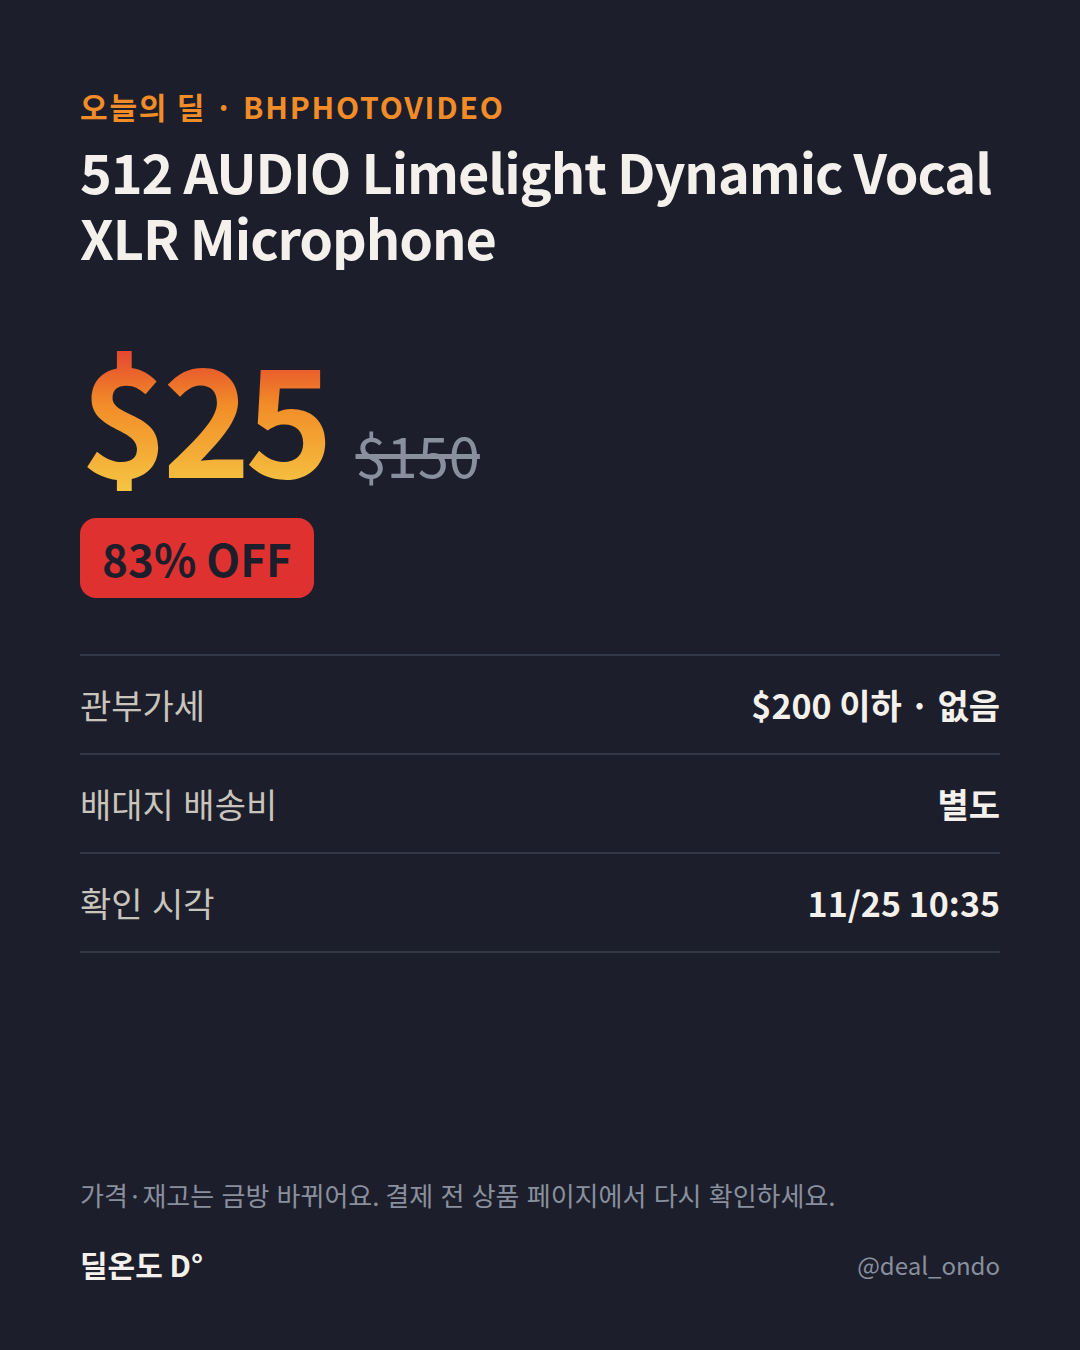 오늘의 딜 · BHPHOTOVIDEO
512 AUDIO Limelight Dynamic Vocal
XLR Microphone
$25 $150
83% OFF
관부가세 $200 이하 · 없음
배대지 배송비 별도
확인 시각 11/25 10:35
가격·재고는 금방 바뀌어요. 결제 전 상품 페이지에서 다시 확인하세요.
딜온도 D° @deal_ondo